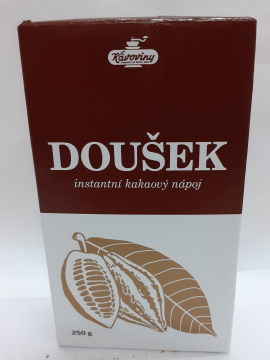 Kávoviny
DOUŠEK
instantní kakaový nápoj
250 g